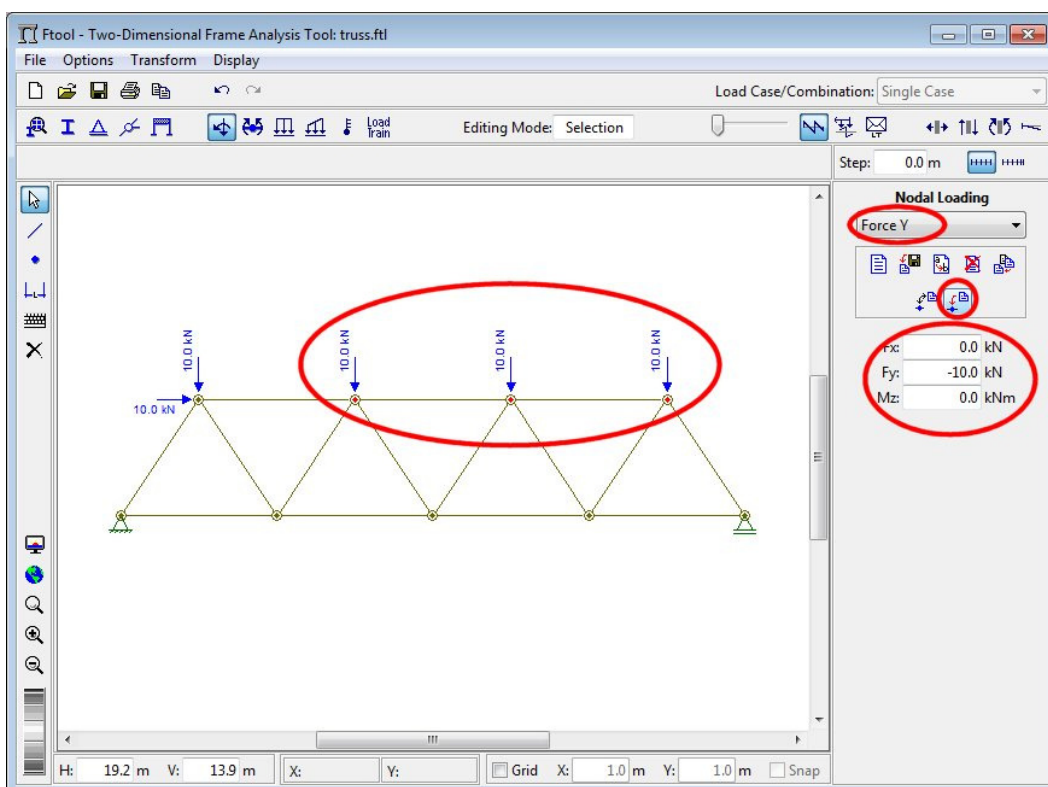 Ftool - Two-Dimensional Frame Analysis Tool: truss.ftl
File Options Transform Display
Load Case/Combination: Single Case
Load Train
Editing Mode: Selection
LT
Step: 0.0 m
Nodal Loading
Force Y
Fx: 0.0 kN
Fy: -10.0 kN
Mz: 0.0 kNm
10.0 kN 10.0 kN 10.0 kN 10.0 kN
10.0 kN
H: 19.2 m V: 13.9 m X: Y: Grid X: 1.0 m Y: 1.0 m Snap